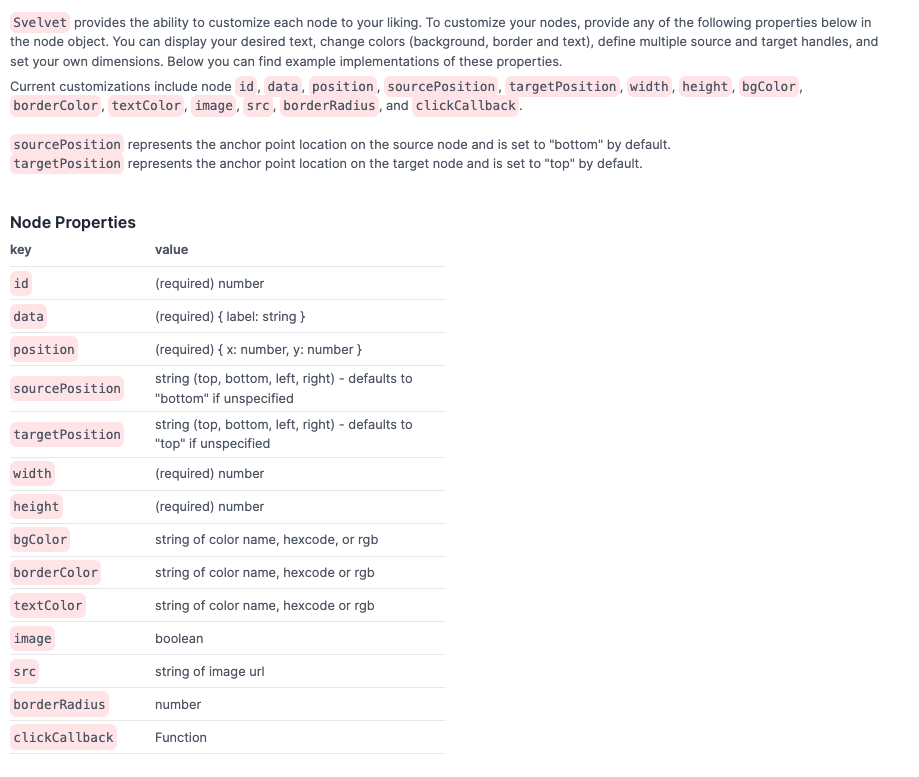 Svelvet provides the ability to customize each node to your liking. To customize your nodes, provide any of the following properties below in
the node object. You can display your desired text, change colors (background, border and text), define multiple source and target handles, and
set your own dimensions. Below you can find example implementations of these properties.
Current customizations include node id, data, position, sourcePosition, targetPosition, width, height, bgColor,
borderColor, textColor, image, src, borderRadius, and clickCallback.
sourcePosition represents the anchor point location on the source node and is set to "bottom" by default.
targetPosition represents the anchor point location on the target node and is set to "top" by default.
Node Properties
key value
id (required) number
data (required) { label: string }
position (required) { x: number, y: number }
sourcePosition string (top, bottom, left, right) - defaults to
"bottom" if unspecified
targetPosition string (top, bottom, left, right) - defaults to
"top" if unspecified
width (required) number
height (required) number
bgColor string of color name, hexcode, or rgb
borderColor string of color name, hexcode or rgb
textColor string of color name, hexcode or rgb
image boolean
src string of image url
borderRadius number
clickCallback Function